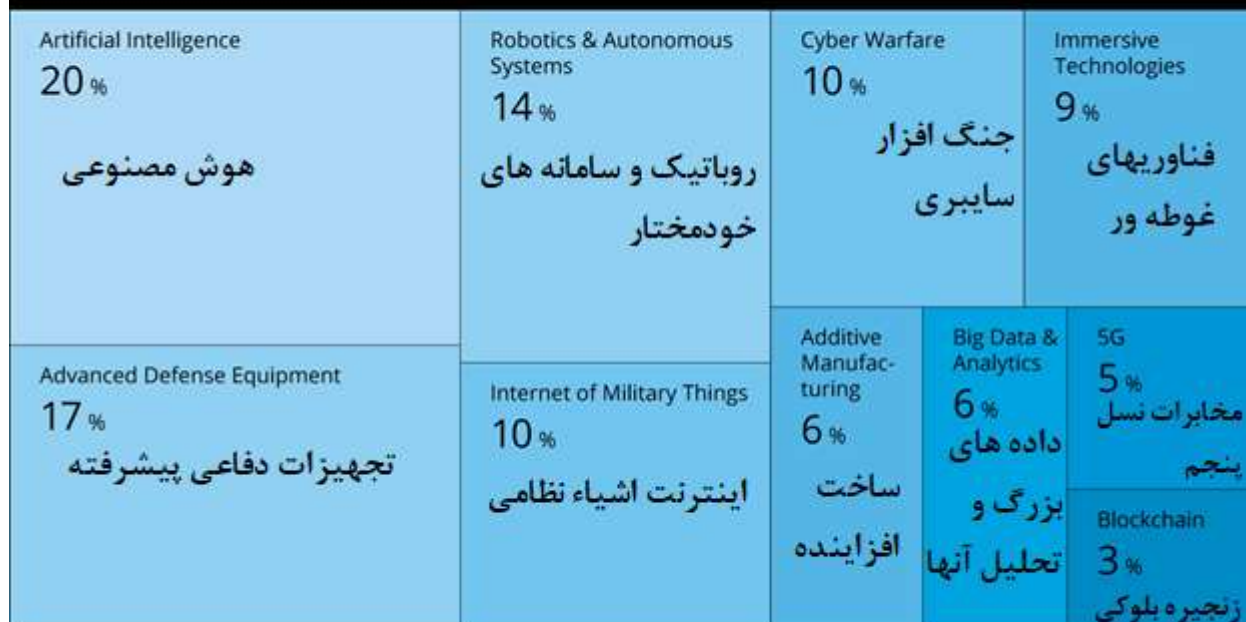 Artificial Intelligence
20 %
هوش مصنوعی
Advanced Defense Equipment
17 %
تجهیزات دفاعی پیشرفته
Robotics & Autonomous
Systems
14 %
روباتیک و سامانه های
خودمختار
Internet of Military Things
10 %
اینترنت اشیاء نظامی
Cyber Warfare
10 %
جنگ افزار
سایبری
Immersive
Technologies
9 %
فناوریهای
غوطه ور
Additive
Manufac-
turing
6 %
ساخت
افزاینده
Big Data &
Analytics
6 %
داده های
بزرگ و
تحلیل آنها
5G
5 %
مخابرات نسل
پنجم
Blockchain
3 %
زنجیره بلوکی